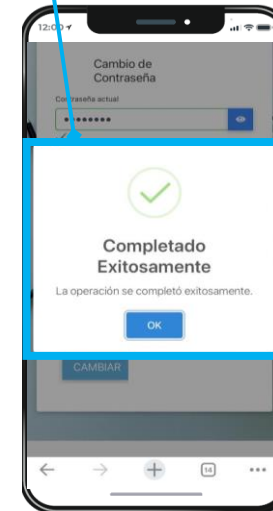 12:00
Cambio de
Contraseña
Contraseña actual
Completado
Exitosamente
La operación se completó exitosamente.
OK
CAMBIAR
14